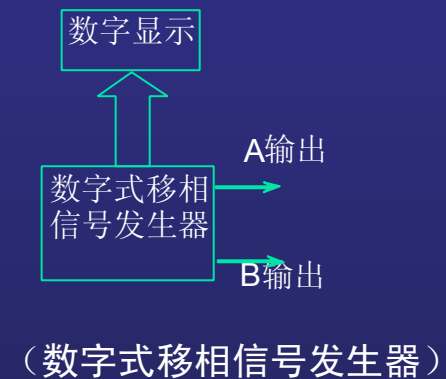 数字显示
A输出
数字式移相
信号发生器
B输出
（数字式移相信号发生器）